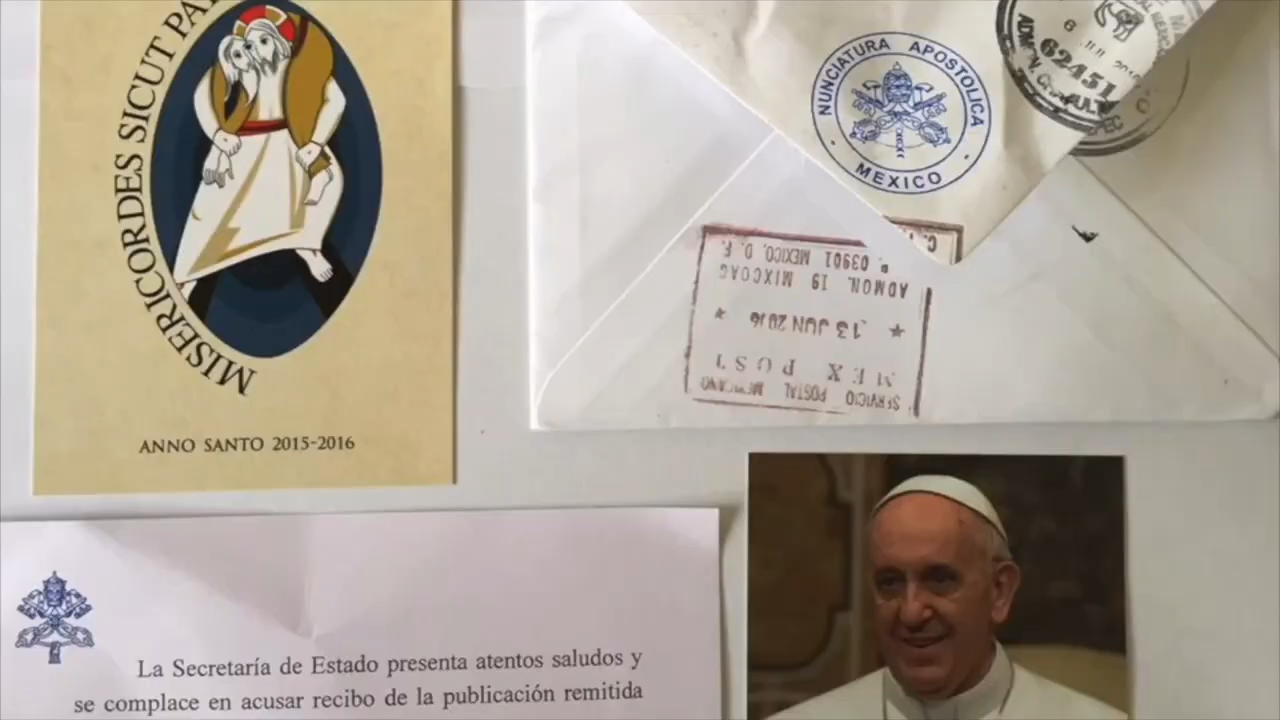 MISERICORDES SICUT PA
ANNO SANTO 2015-2016
NUNCIATURA APOSTOLICA
MEXICO
6 JUL
62451
C.
P. 03901 MEXICO, D. F.
ADMON. 19 MIXCOAC
13 JUN 2016
MEX POST
SERVICIO POSTAL MEXICANO
La Secretaría de Estado presenta atentos saludos y
se complace en acusar recibo de la publicación remitida